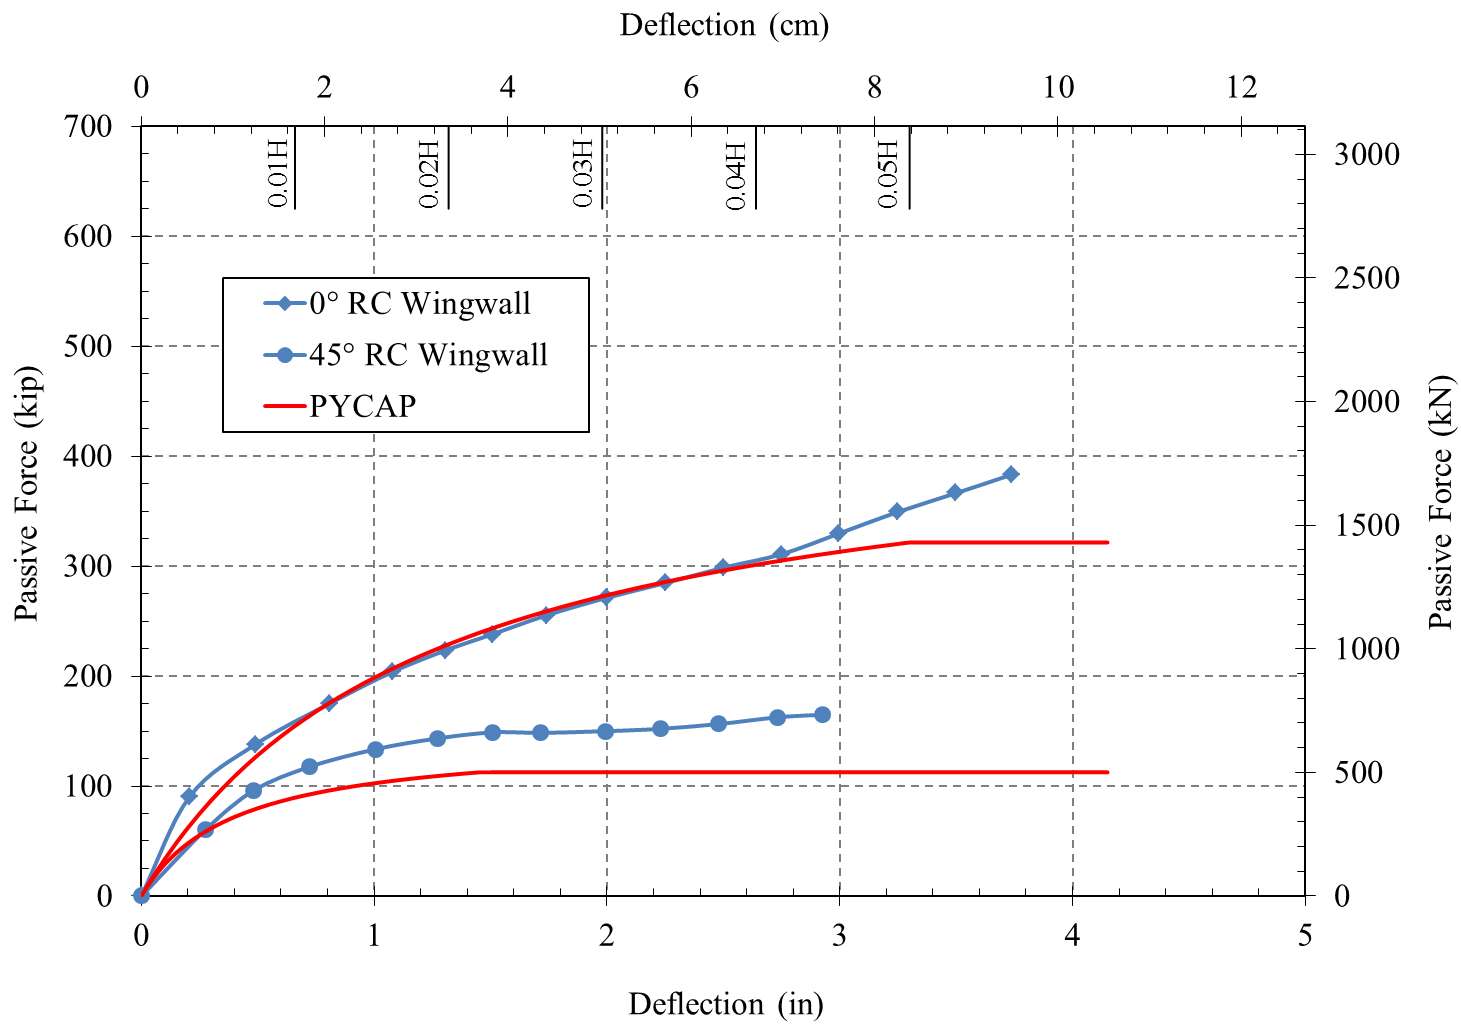 Deflection (cm)
0 2 4 6 8 10 12
700 600 500 400 300 200 100 0
Passive Force (kip)
0.01H 0.02H 0.03H 0.04H 0.05H
0° RC Wingwall
45° RC Wingwall
PYCAP
3000 2500 2000 1500 1000 500 0
Passive Force (kN)
0 1 2 3 4 5
Deflection (in)